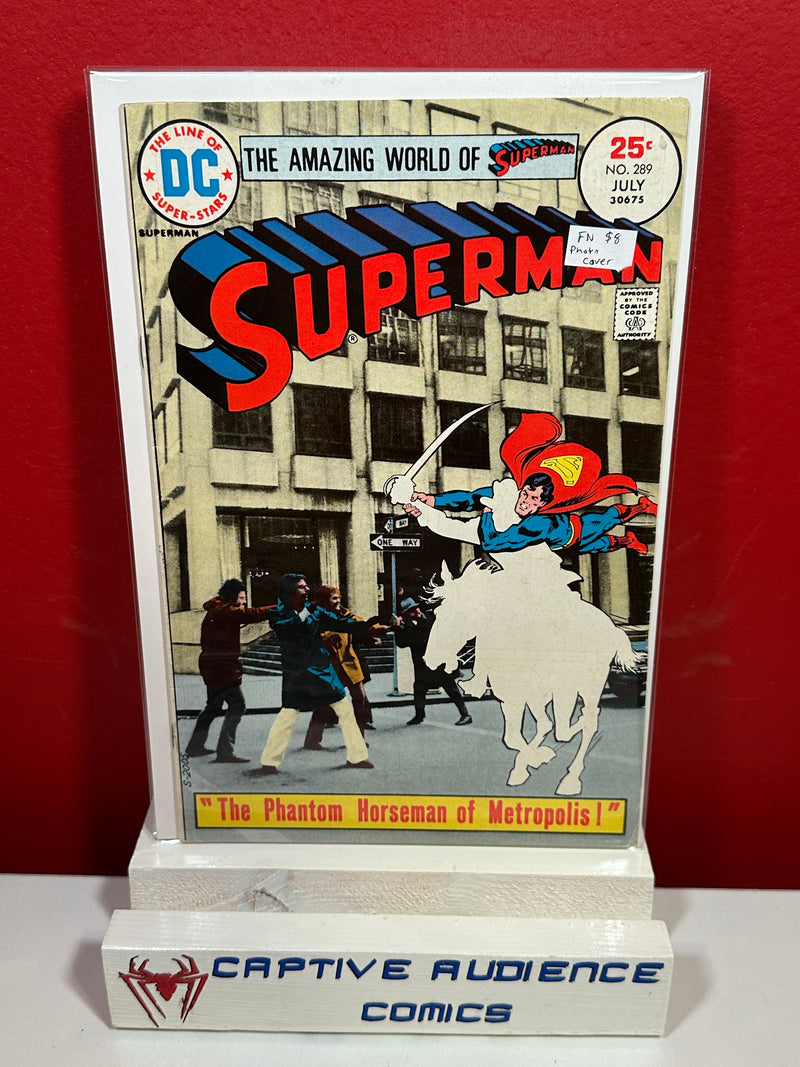 THE LINE OF
DC
SUPER-STARS
SUPERMAN
THE AMAZING WORLD OF SUPERMAN
25¢
NO. 289
JULY
30675
SUPERMAN
®
FN $8
Photo
Cover
APPROVED
BY THE
COMICS
CODE
AUTHORITY
ONE WAY
S-2005
"The Phantom Horseman of Metropolis!"
CAPTIVE AUDIENCE
COMICS